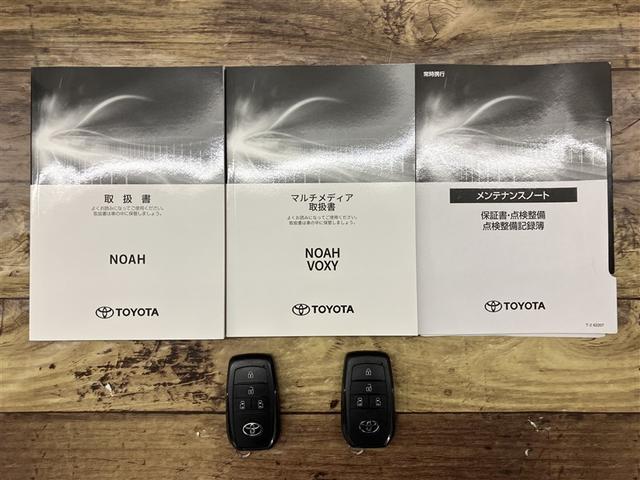 取扱書
よくお読みになってご使用ください。
取扱書は車の中に保管しましょう。
NOAH
TOYOTA
マルチメディア
取扱書
よくお読みになってご使用ください。
取扱書は車の中に保管しましょう。
NOAH
VOXY
TOYOTA
常時携行
メンテナンスノート
保証書・点検整備
点検整備記録簿
TOYOTA